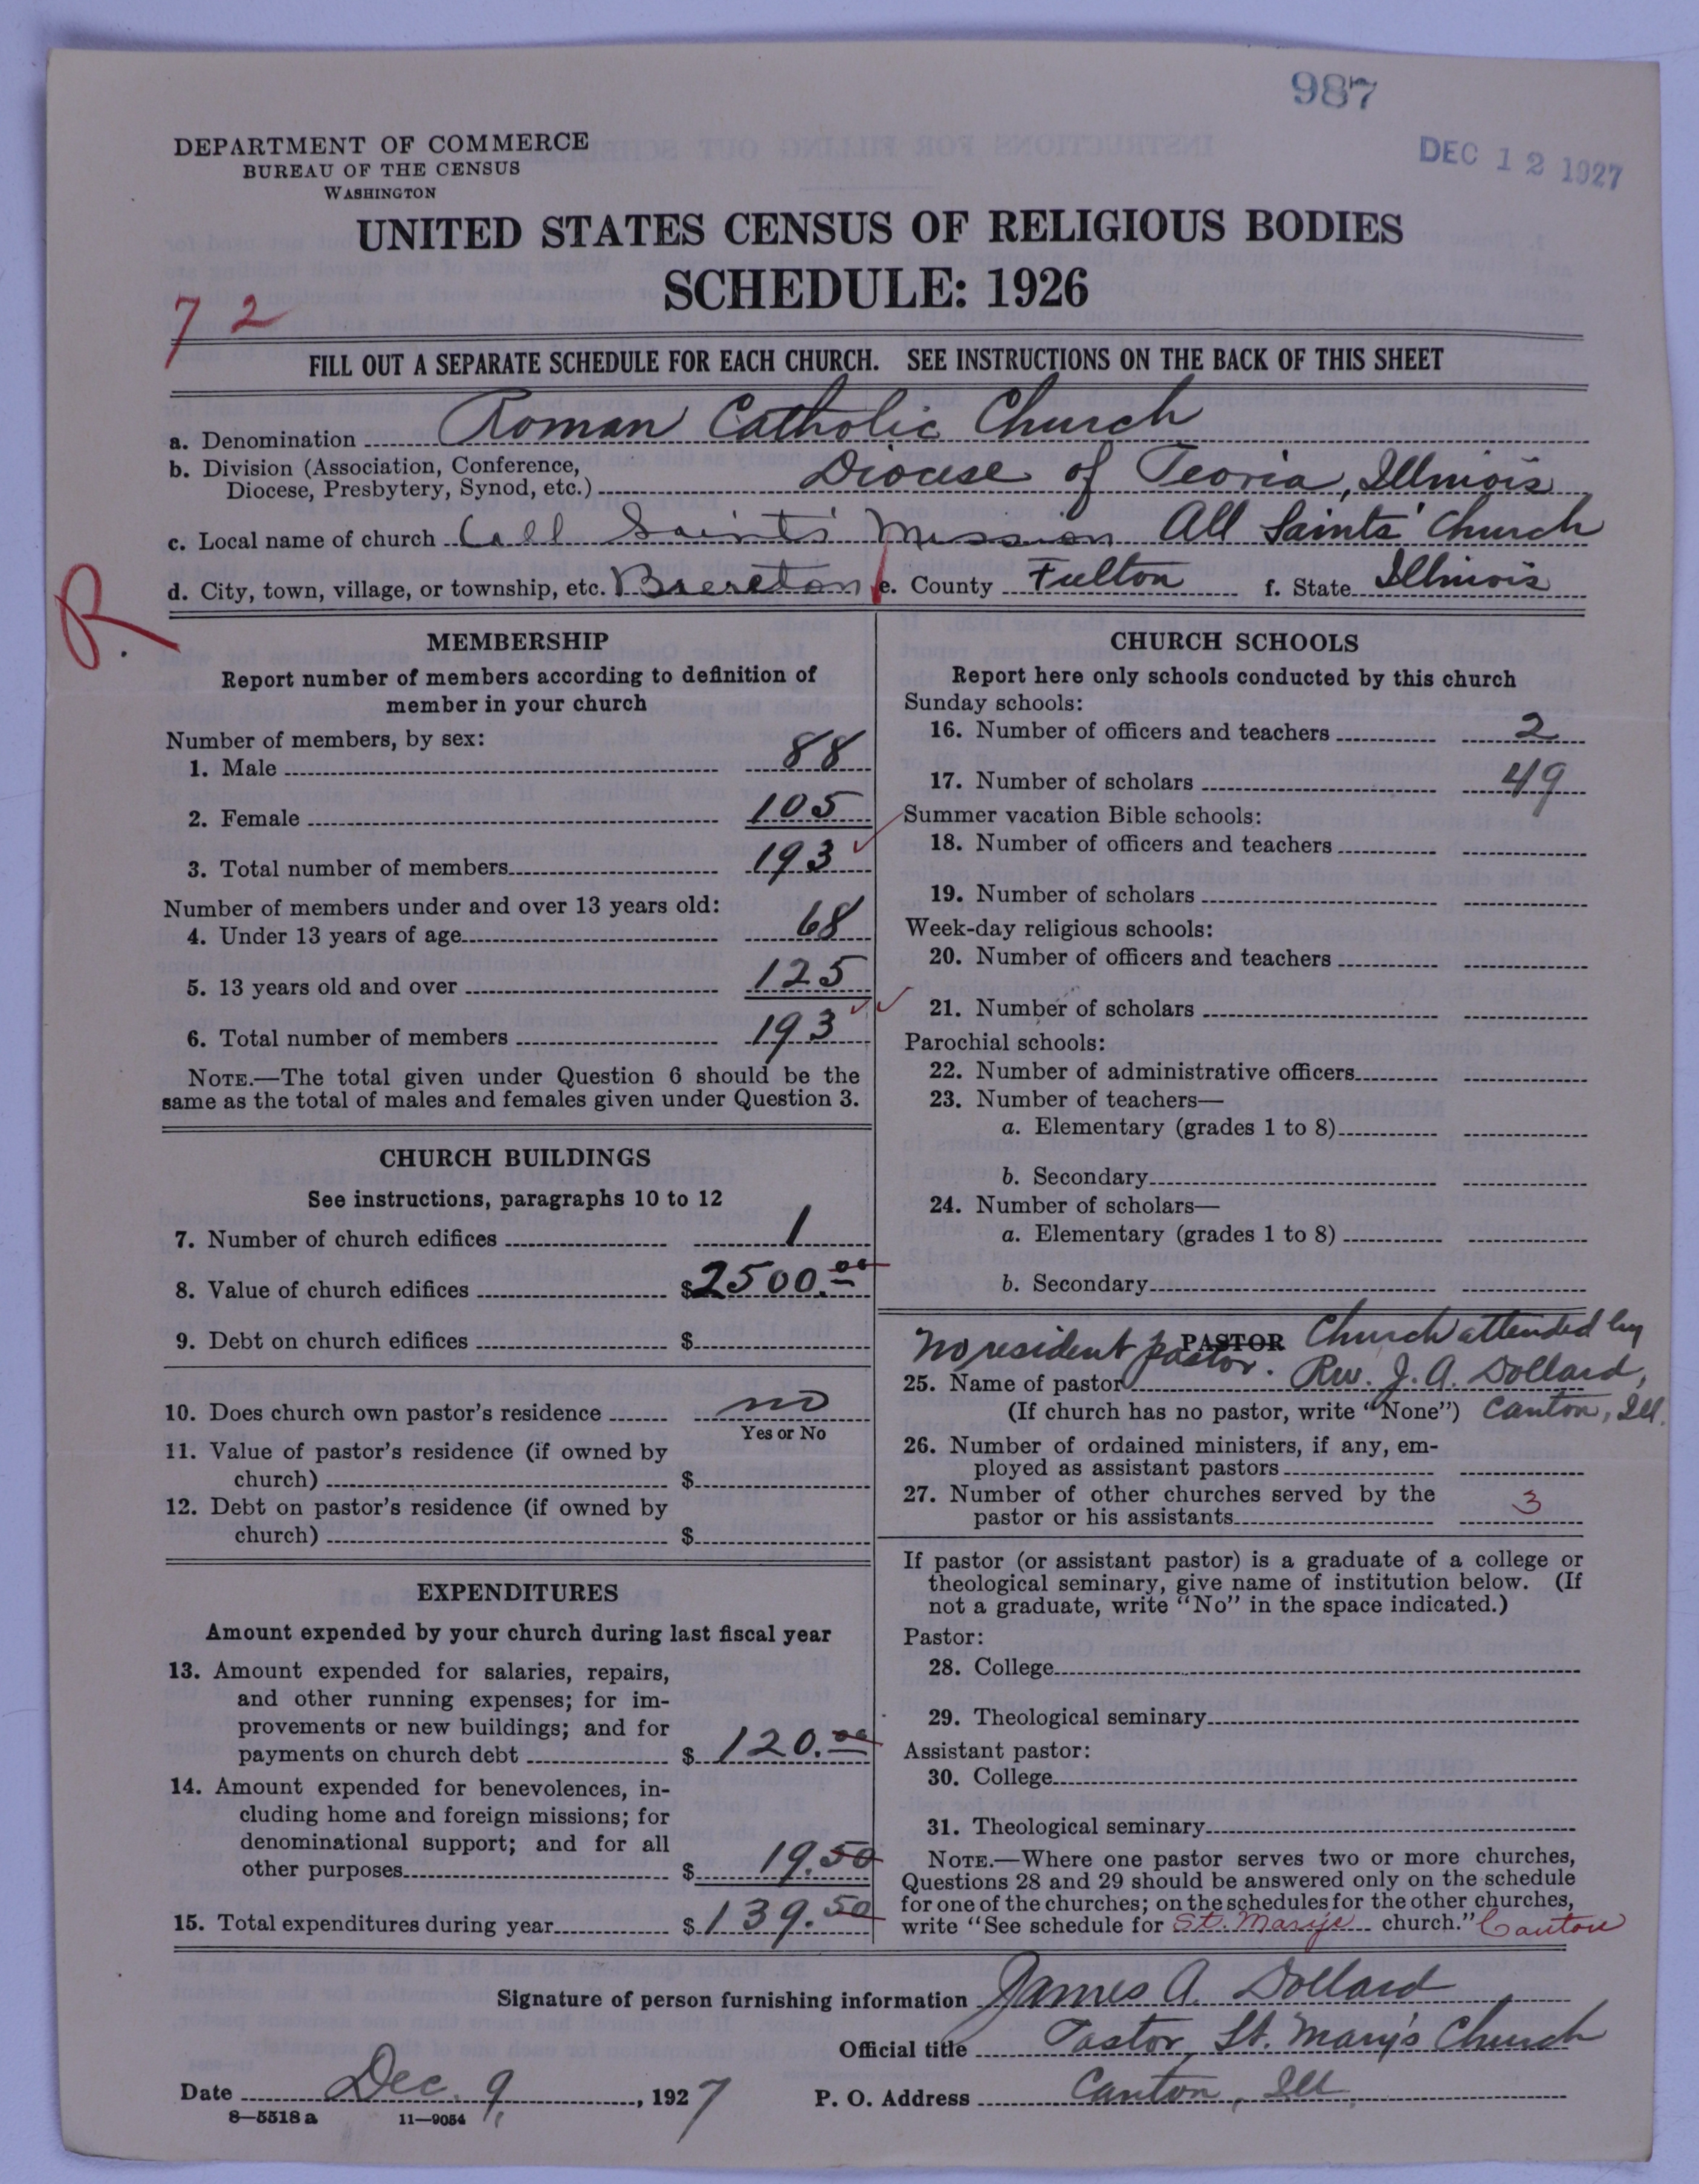 987
DEC 12 1927
DEPARTMENT OF COMMERCE
BUREAU OF THE CENSUS
WASHINGTON
UNITED STATES CENSUS OF RELIGIOUS BODIES
SCHEDULE: 1926
72
FILL OUT A SEPARATE SCHEDULE FOR EACH CHURCH. SEE INSTRUCTIONS ON THE BACK OF THIS SHEET
a. Denomination Roman Catholic Church
b. Division (Association, Conference,
Diocese, Presbytery, Synod, etc.) Diocese of Peoria, Illinois
c. Local name of church All Saints' Mission All Saints' Church
d. City, town, village, or township, etc. Brereton e. County Fulton f. State Illinois
R.
MEMBERSHIP
Report number of members according to definition of
member in your church
Number of members, by sex:
1. Male 88
2. Female 105
3. Total number of members 193
Number of members under and over 13 years old:
4. Under 13 years of age 68
5. 13 years old and over 125
6. Total number of members 193
NOTE.—The total given under Question 6 should be the
same as the total of males and females given under Question 3.
CHURCH BUILDINGS
See instructions, paragraphs 10 to 12
7. Number of church edifices 1
8. Value of church edifices $2500.00
9. Debt on church edifices $
10. Does church own pastor's residence no
Yes or No
11. Value of pastor's residence (if owned by
church) $
12. Debt on pastor's residence (if owned by
church) $
EXPENDITURES
Amount expended by your church during last fiscal year
13. Amount expended for salaries, repairs,
and other running expenses; for im-
provements or new buildings; and for
payments on church debt $ 120.00
14. Amount expended for benevolences, in-
cluding home and foreign missions; for
denominational support; and for all
other purposes $ 19.50
15. Total expenditures during year $ 139.50
CHURCH SCHOOLS
Report here only schools conducted by this church
Sunday schools:
16. Number of officers and teachers 2
17. Number of scholars 49
Summer vacation Bible schools:
18. Number of officers and teachers
19. Number of scholars
Week-day religious schools:
20. Number of officers and teachers
21. Number of scholars
Parochial schools:
22. Number of administrative officers
23. Number of teachers—
a. Elementary (grades 1 to 8)
b. Secondary
24. Number of scholars—
a. Elementary (grades 1 to 8)
b. Secondary
PASTOR
No resident pastor. Church attended by
25. Name of pastor Rev. J. A. Dollard,
(If church has no pastor, write "None") Canton, Ill.
26. Number of ordained ministers, if any, em-
ployed as assistant pastors
27. Number of other churches served by the
pastor or his assistants 3
If pastor (or assistant pastor) is a graduate of a college or
theological seminary, give name of institution below. (If
not a graduate, write "No" in the space indicated.)
Pastor:
28. College
29. Theological seminary
Assistant pastor:
30. College
31. Theological seminary
NOTE.—Where one pastor serves two or more churches,
Questions 28 and 29 should be answered only on the schedule
for one of the churches; on the schedules for the other churches,
write "See schedule for St. Marys church." Canton
Signature of person furnishing information James A. Dollard
Official title Pastor, St. Mary's Church
Date Dec. 9, 1927 P. O. Address Canton, Ill.
8—5518a 11—9054